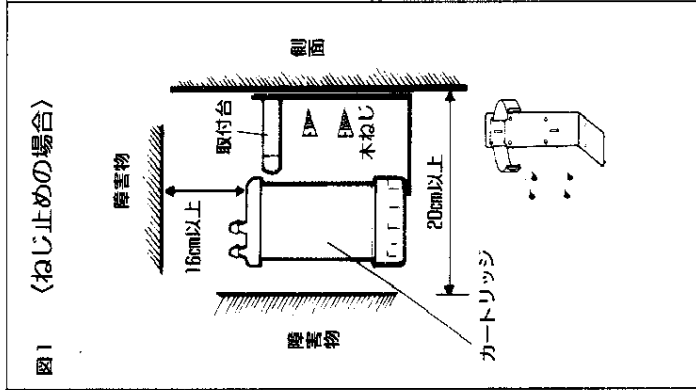 図1 〈ねじ止めの場合〉
障害物
16cm以上
取付台
側面
木ねじ
障害物
20cm以上
カートリッジ